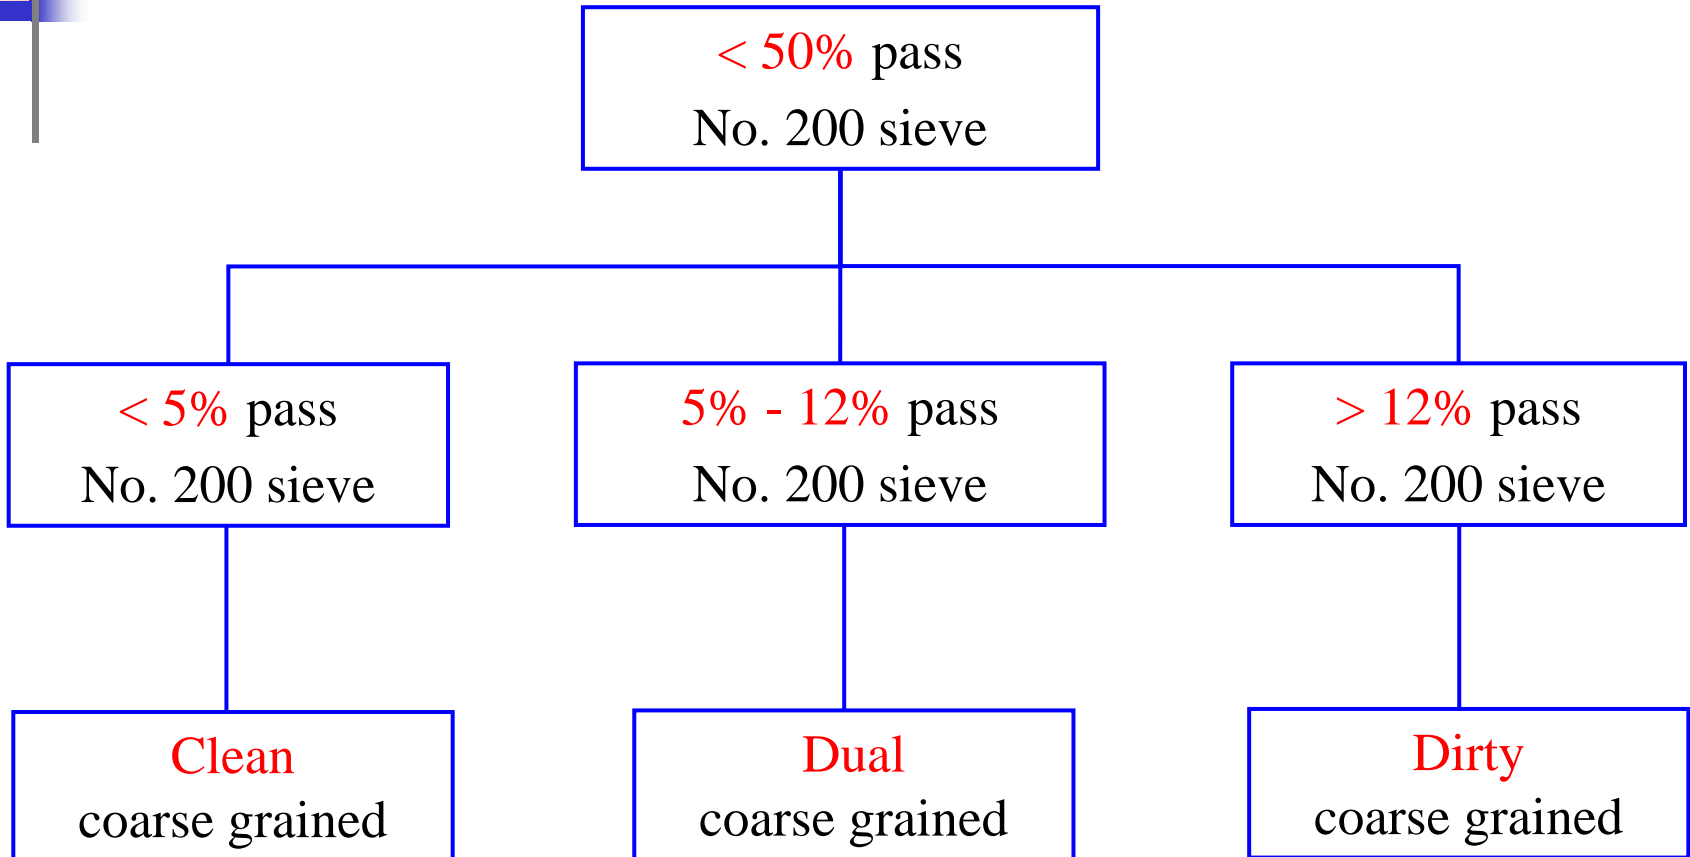 < 50% pass
No. 200 sieve
< 5% pass
No. 200 sieve
5% - 12% pass
No. 200 sieve
> 12% pass
No. 200 sieve
Clean
coarse grained
Dual
coarse grained
Dirty
coarse grained